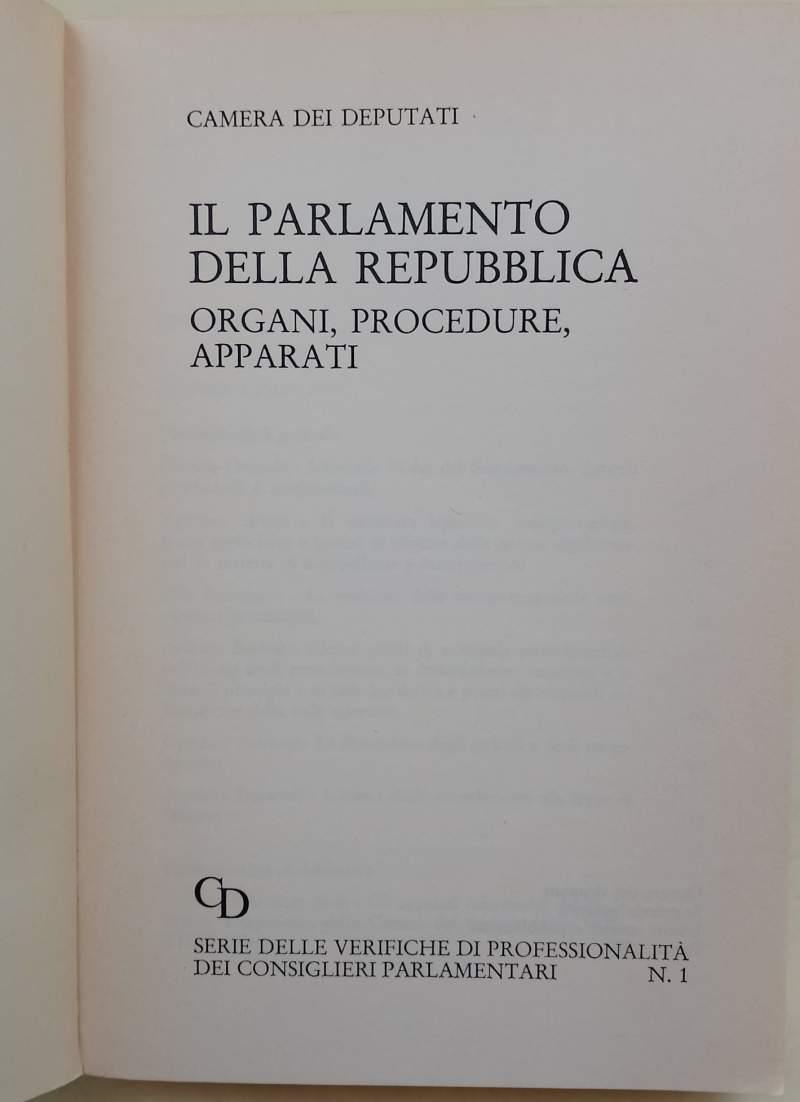 CAMERA DEI DEPUTATI
IL PARLAMENTO
DELLA REPUBBLICA
ORGANI, PROCEDURE,
APPARATI
CD
SERIE DELLE VERIFICHE DI PROFESSIONALITÀ
DEI CONSIGLIERI PARLAMENTARI N. 1